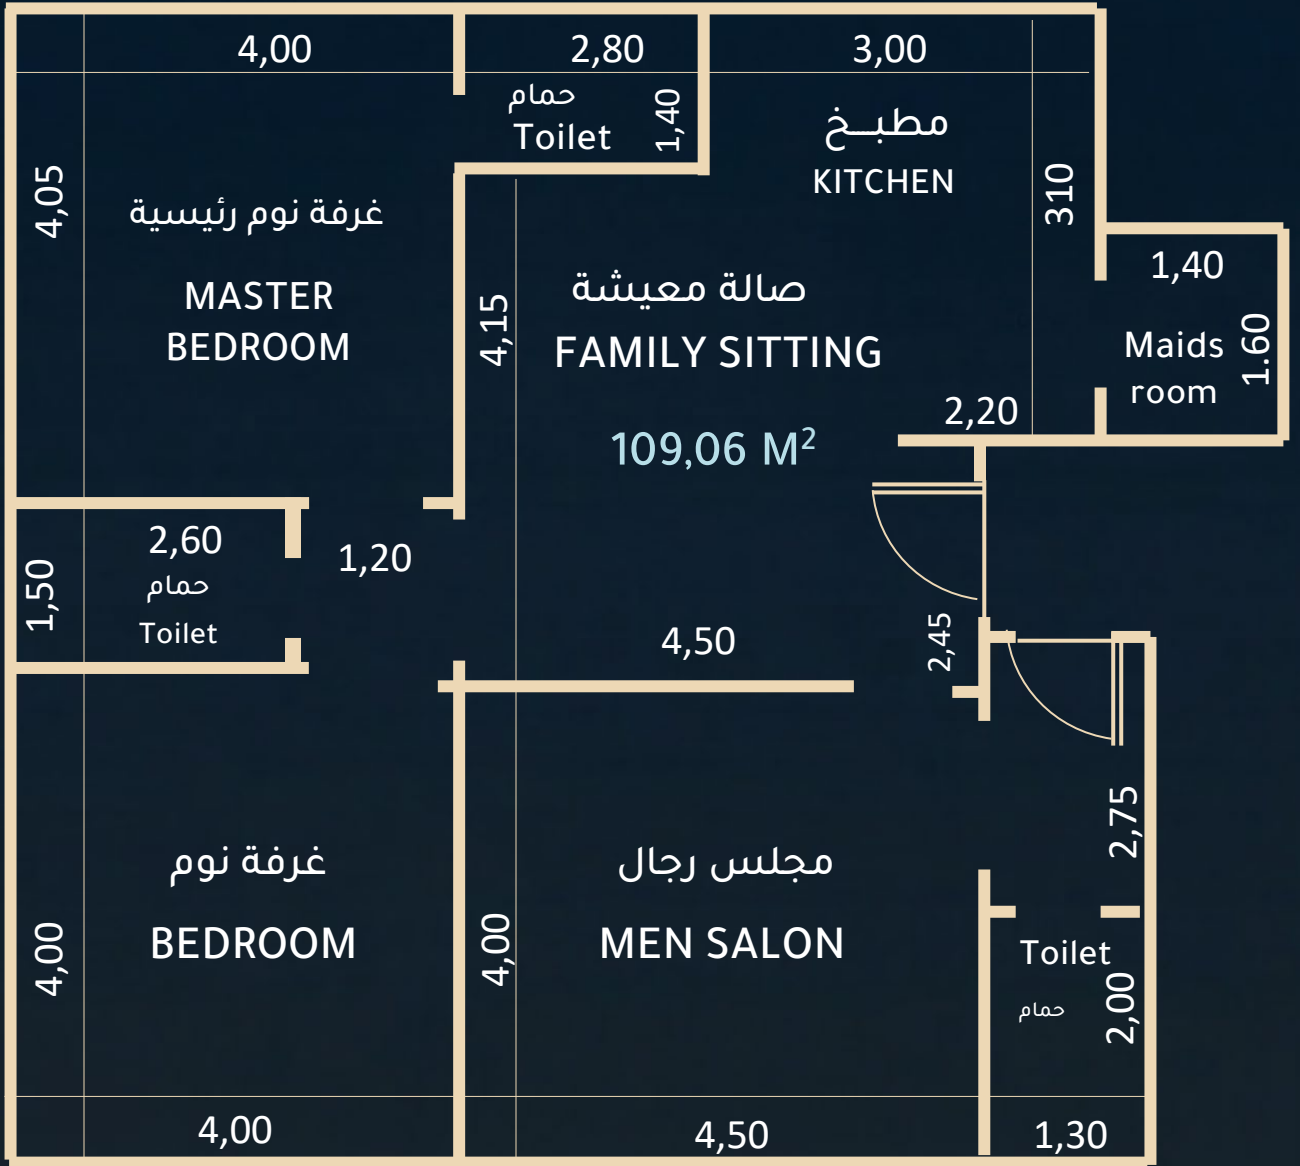 4,00
2,80
3,00
حمام
Toilet
1,40
مطبـــخ
KITCHEN
4,05
310
غرفة نوم رئيسية
MASTER
BEDROOM
1,40
صالة معيشة
FAMILY SITTING
4,15
Maids
room
1.60
2,20
109,06 M²
2,60
حمام
Toilet
1,50
1,20
4,50
2,45
2,75
غرفة نوم
BEDROOM
4,00
مجلس رجال
MEN SALON
4,00
Toilet
حمام
2,00
4,00
4,50
1,30